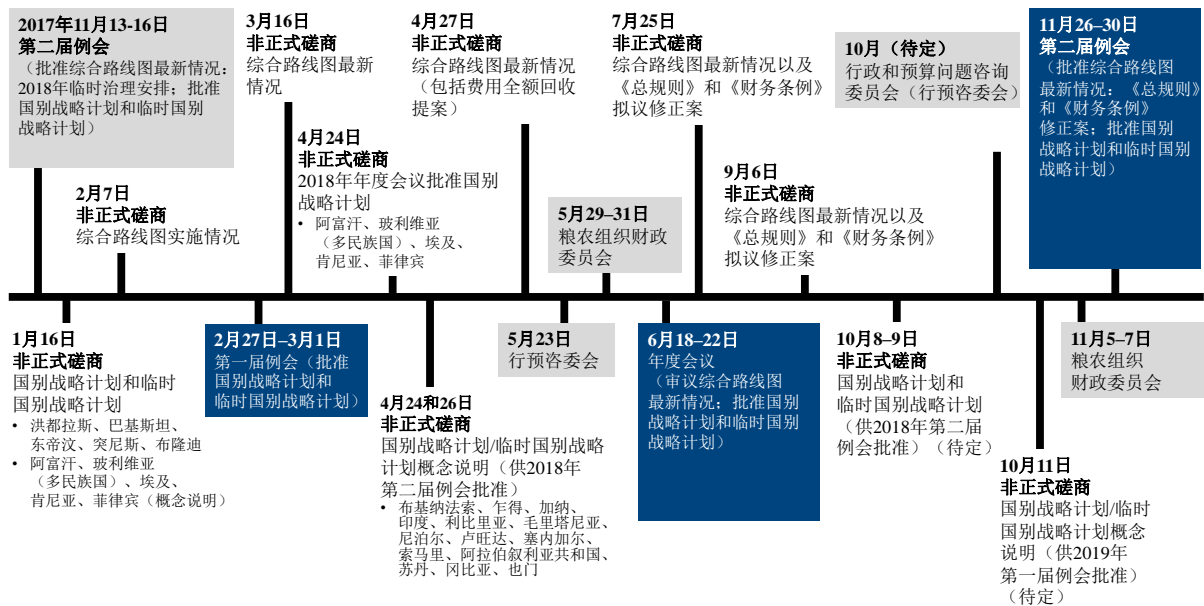 2017年11月13-16日
第二届例会
（批准综合路线图最新情况：
2018年临时治理安排；批准
国别战略计划和临时国别
战略计划）
2月7日
非正式磋商
综合路线图实施情况
3月16日
非正式磋商
综合路线图最新
情况
4月24日
非正式磋商
2018年年度会议批准国别
战略计划
• 阿富汗、玻利维亚
（多民族国）、埃及、
肯尼亚、菲律宾
4月27日
非正式磋商
综合路线图最新情况
（包括费用全额回收
提案）
5月29–31日
粮农组织财政
委员会
7月25日
非正式磋商
综合路线图最新情况以及
《总规则》和《财务条例》
拟议修正案
9月6日
非正式磋商
综合路线图最新情况以及
《总规则》和《财务条例》
拟议修正案
10月（待定）
行政和预算问题咨询
委员会（行预咨委会）
11月26–30日
第二届例会
（批准综合路线图
最新情况：《总规则》
和《财务条例》
修正案；批准国别
战略计划和临时国别
战略计划）
1月16日
非正式磋商
国别战略计划和临时
国别战略计划
• 洪都拉斯、巴基斯坦、
东帝汶、突尼斯、布隆迪
• 阿富汗、玻利维亚
（多民族国）、埃及、
肯尼亚、菲律宾（概念说明）
2月27日–3月1日
第一届例会（批准
国别战略计划和
临时国别战略计划）
4月24和26日
非正式磋商
国别战略计划/临时国别战略
计划概念说明（供2018年
第二届例会批准）
• 布基纳法索、乍得、加纳、
印度、利比里亚、毛里塔尼亚、
尼泊尔、卢旺达、塞内加尔、
索马里、阿拉伯叙利亚共和国、
苏丹、冈比亚、也门
5月23日
行预咨委会
6月18–22日
年度会议
（审议综合路线图
最新情况；批准国别
战略计划和临时国别
战略计划）
10月8–9日
非正式磋商
国别战略计划和
临时国别战略计划
（供2018年第二届
例会批准）（待定）
10月11日
非正式磋商
国别战略计划/临时
国别战略计划概念
说明（供2019年
第一届例会批准）
（待定）
11月5–7日
粮农组织
财政委员会